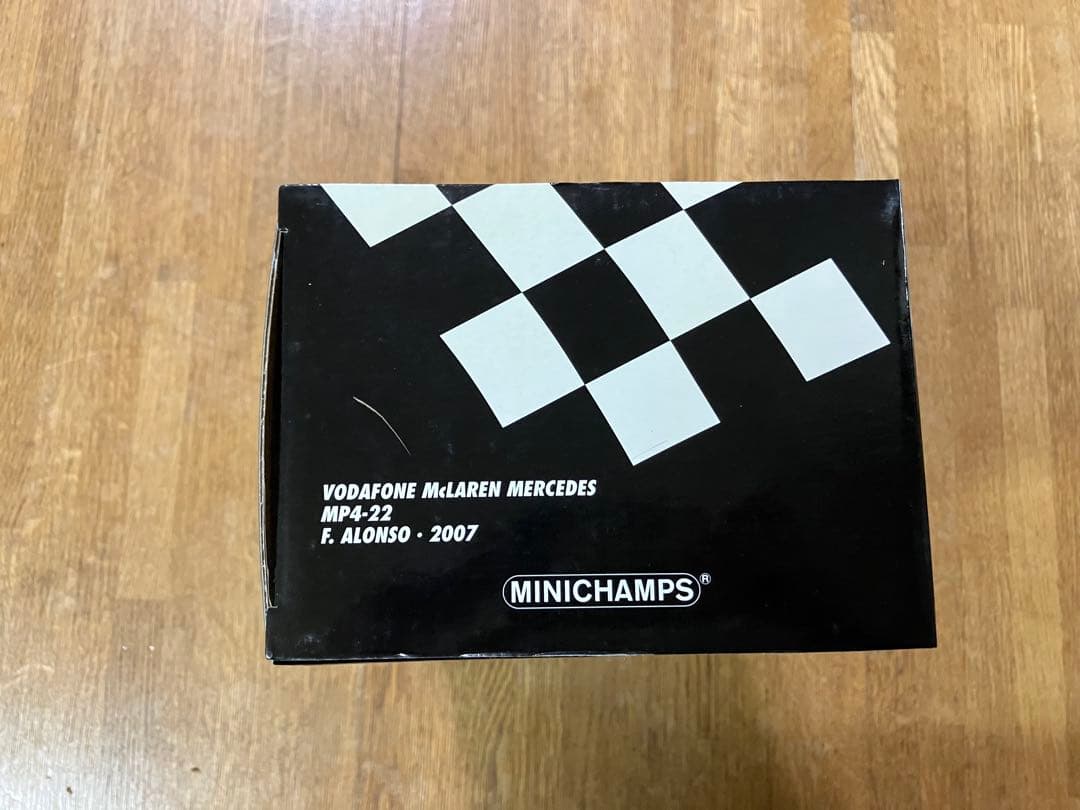 VODAFONE McLAREN MERCEDES
MP4-22
F. ALONSO · 2007
MINICHAMPS®